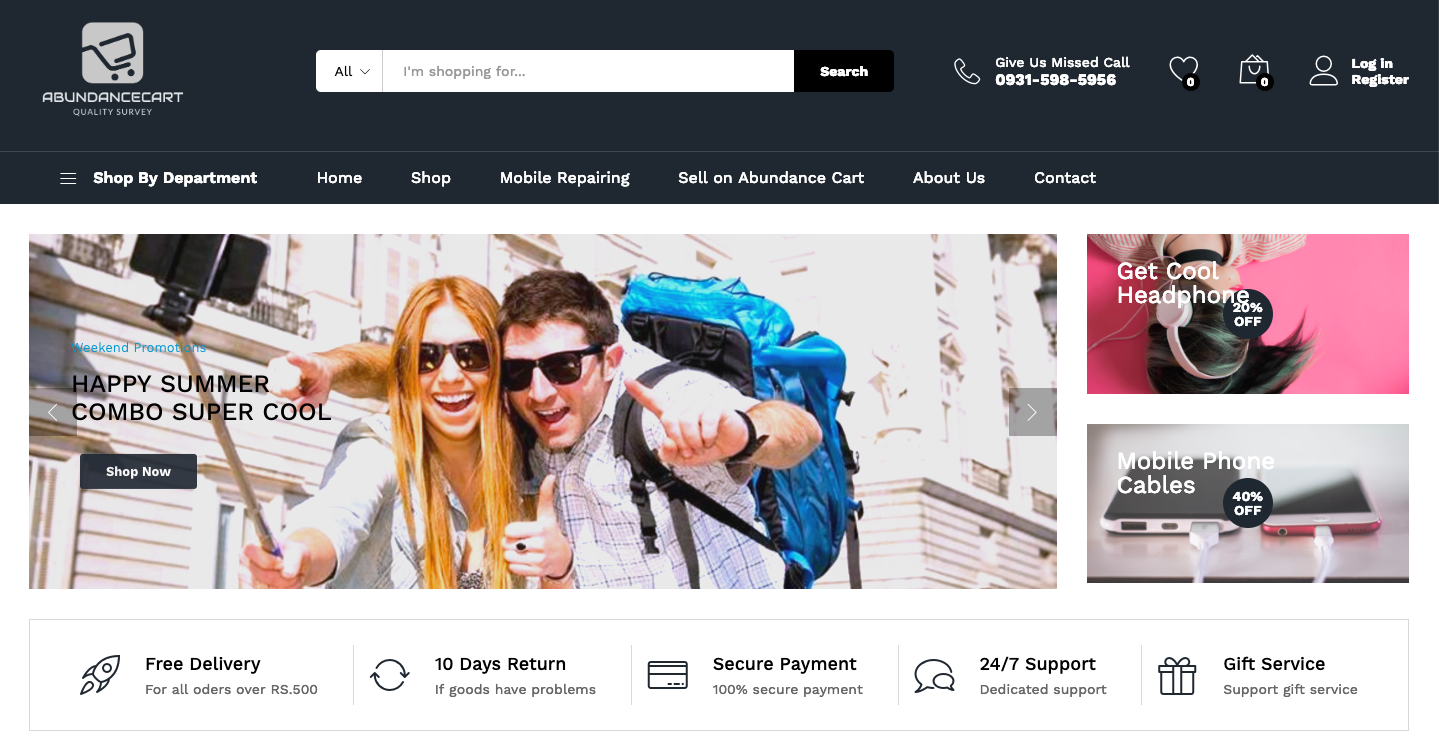 ABUNDANCECART
QUALITY SURVEY
All
I'm shopping for...
Search
Give Us Missed Call
0931-598-5956
0
0
Log in
Register
Shop By Department
Home
Shop
Mobile Repairing
Sell on Abundance Cart
About Us
Contact
Weekend Promotions
HAPPY SUMMER
COMBO SUPER COOL
Shop Now
Get Cool
Headphone
20%
OFF
Mobile Phone
Cables
40%
OFF
Free Delivery
For all oders over RS.500
10 Days Return
If goods have problems
Secure Payment
100% secure payment
24/7 Support
Dedicated support
Gift Service
Support gift service